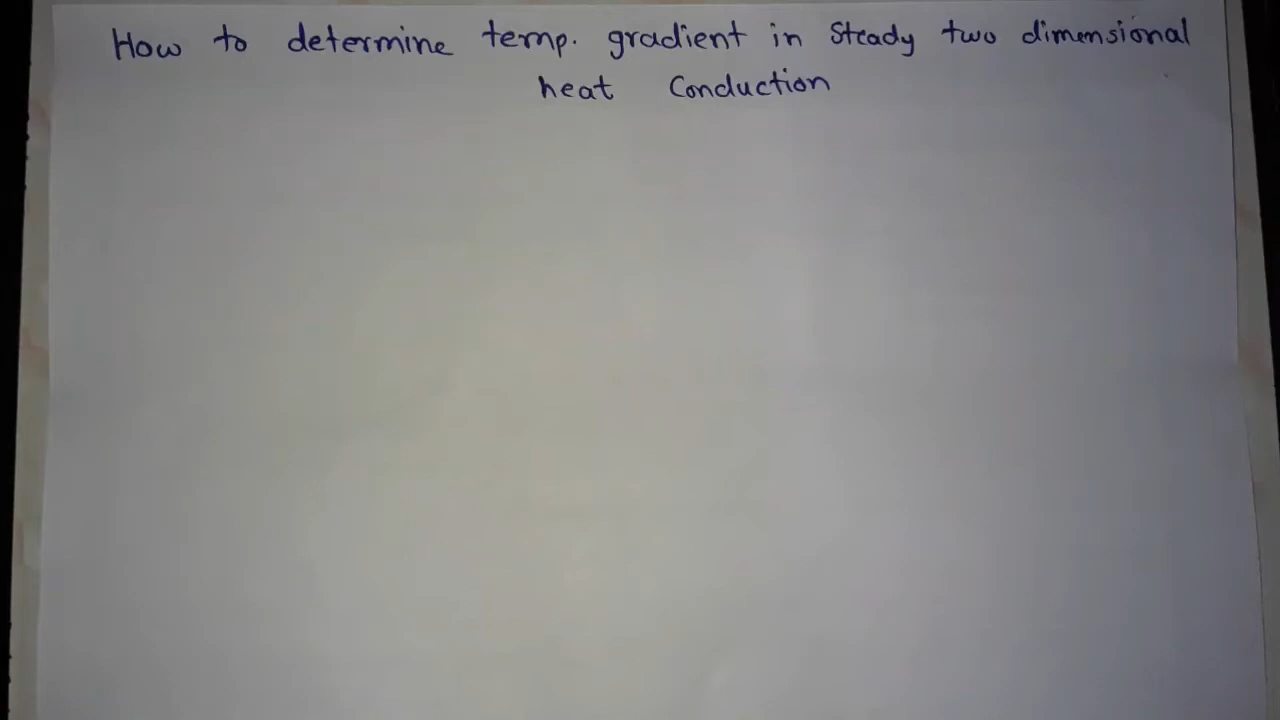 How to determine temp. gradient in Steady two dimensional
heat Conduction